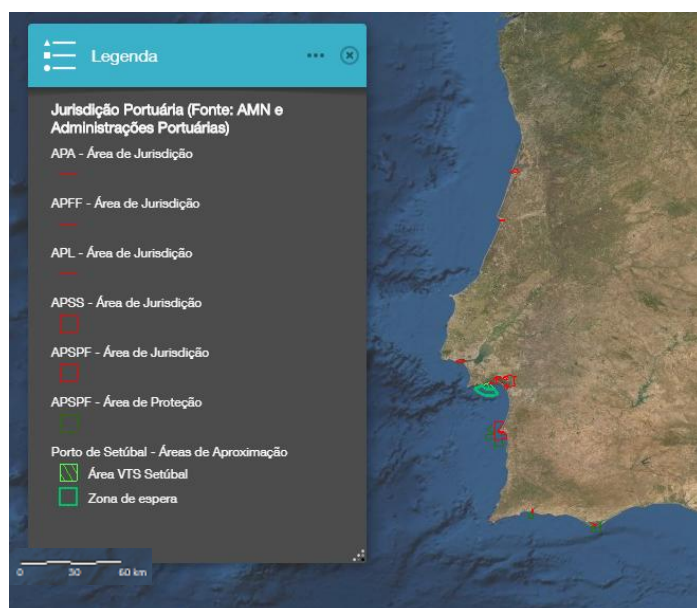 Legenda
Jurisdição Portuária (Fonte: AMN e
Administrações Portuárias)
APA - Área de Jurisdição
APFF - Área de Jurisdição
APL - Área de Jurisdição
APSS - Área de Jurisdição
APSPF - Área de Jurisdição
APSPF - Área de Proteção
Porto de Setúbal - Áreas de Aproximação
Área VTS Setúbal
Zona de espera
0 30 60 km